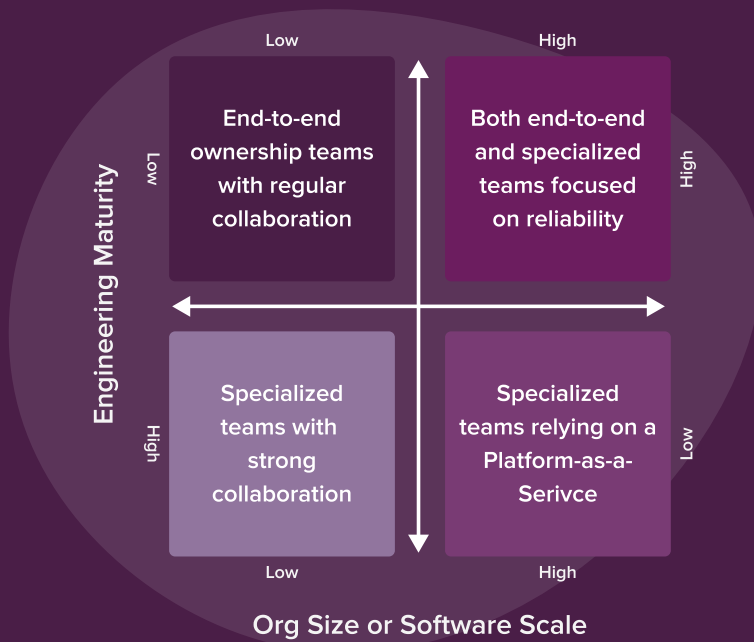 Low
High
End-to-end
ownership teams
with regular
collaboration
Both end-to-end
and specialized
teams focused
on reliability
Low
High
Engineering Maturity
Specialized
teams with
strong
collaboration
Specialized
teams relying on a
Platform-as-a-
Serivce
High
Low
Low
High
Org Size or Software Scale